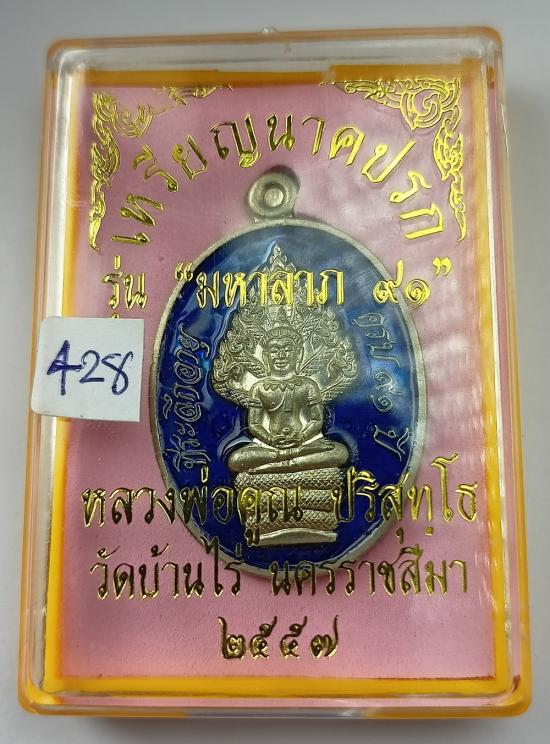 เหรียญนาคปรก
รุ่น "มหาลาภ ๙๑"
428
หลวงพ่อคูณ ปริสุทฺโธ
วัดบ้านไร่ นครราชสีมา
๒๕๕๗